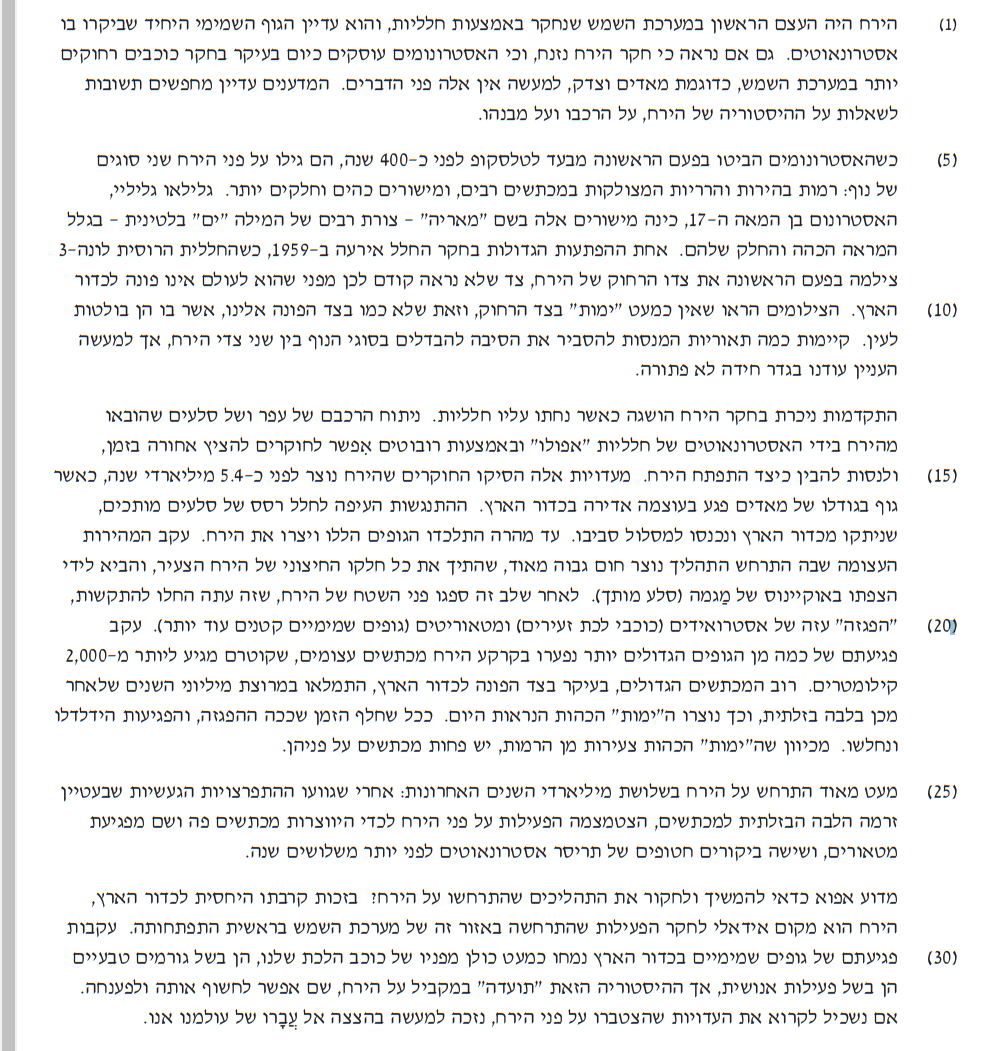 (1) הירח היה העצם הראשון במערכת השמש שנחקר באמצעות חלליות, והוא עדיין הגוף השמימי היחיד שביקרו בו
אסטרונאוטים. גם אם נראה כי חקר הירח נזנח, וכי האסטרונומים עוסקים כיום בעיקר בחקר כוכבים רחוקים
יותר במערכת השמש, כדוגמת מאדים וצדק, למעשה אין אלה פני הדברים. המדענים עדיין מחפשים תשובות
לשאלות על ההיסטוריה של הירח, על הרכבו ועל מבנהו.
(5) כשהאסטרונומים הביטו בפעם הראשונה מבעד לטלסקופ לפני כ-400 שנה, הם גילו על פני הירח שני סוגים
של נוף: רמות בהירות והרריות המצולקות במכתשים רבים, ומישורים כהים וחלקים יותר. גלילאו גליליי,
האסטרונום בן המאה ה-17, כינה מישורים אלה בשם "מאריה" - צורת רבים של המילה "ים" בלטינית - בגלל
המראה הכהה והחלק שלהם. אחת ההפתעות הגדולות בחקר החלל אירעה ב-1959, כשהחללית הרוסית לונה-3
צילמה בפעם הראשונה את צדו הרחוק של הירח, צד שלא נראה קודם לכן מפני שהוא לעולם אינו פונה לכדור
(10) הארץ. הצילומים הראו שאין כמעט "ימות" בצד הרחוק, וזאת שלא כמו בצד הפונה אלינו, אשר בו הן בולטות
לעין. קיימות כמה תאוריות המנסות להסביר את הסיבה להבדלים בסוגי הנוף בין שני צדי הירח, אך למעשה
העניין עודנו בגדר חידה לא פתורה.
התקדמות ניכרת בחקר הירח הושגה כאשר נחתו עליו חלליות. ניתוח הרכבם של עפר ושל סלעים שהובאו
מהירח בידי האסטרונאוטים של חלליות "אפולו" ובאמצעות רובוטים אִפשר לחוקרים להציץ אחורה בזמן,
(15) ולנסות להבין כיצד התפתח הירח. מעדויות אלה הסיקו החוקרים שהירח נוצר לפני כ-5.4 מיליארדי שנה, כאשר
גוף בגודלו של מאדים פגע בעוצמה אדירה בכדור הארץ. ההתנגשות העיפה לחלל רסס של סלעים מותכים,
שניתקו מכדור הארץ ונכנסו למסלול סביבו. עד מהרה התלכדו הגופים הללו ויצרו את הירח. עקב המהירות
העצומה שבה התרחש התהליך נוצר חום גבוה מאוד, שהתיך את כל חלקו החיצוני של הירח הצעיר, והביא לידי
הצפתו באוקיינוס של מַגמה (סלע מותך). לאחר שלב זה ספגו פני השטח של הירח, שזה עתה החלו להתקשות,
(20) "הפגזה" עזה של אסטרואידים (כוכבי לכת זעירים) ומטאוריטים (גופים שמימיים קטנים עוד יותר). עקב
פגיעתם של כמה מן הגופים הגדולים יותר נפערו בקרקע הירח מכתשים עצומים, שקוטרם מגיע ליותר מ-2,000
קילומטרים. רוב המכתשים הגדולים, בעיקר בצד הפונה לכדור הארץ, התמלאו במרוצת מיליוני השנים שלאחר
מכן בלבה בזלתית, וכך נוצרו ה"ימות" הכהות הנראות היום. ככל שחלף הזמן שככה ההפגזה, והפגיעות הידלדלו
ונחלשו. מכיוון שה"ימות" הכהות צעירות מן הרמות, יש פחות מכתשים על פניהן.
(25) מעט מאוד התרחש על הירח בשלושת מיליארדי השנים האחרונות: אחרי שגוועו ההתפרצויות הגעשיות שבעטיין
זרמה הלבה הבזלתית למכתשים, הצטמצמה הפעילות על פני הירח לכדי היווצרות מכתשים פה ושם מפגיעת
מטאורים, ושישה ביקורים חטופים של תריסר אסטרונאוטים לפני יותר משלושים שנה.
מדוע אפוא כדאי להמשיך ולחקור את התהליכים שהתרחשו על הירח? בזכות קרבתו היחסית לכדור הארץ,
הירח הוא מקום אידאלי לחקר הפעילות שהתרחשה באזור זה של מערכת השמש בראשית התפתחותה. עקבות
(30) פגיעתם של גופים שמימיים בכדור הארץ נמחו כמעט כולן מפניו של כוכב הלכת שלנו, הן בשל גורמים טבעיים
הן בשל פעילות אנושית, אך ההיסטוריה הזאת "תועדה" במקביל על הירח, שם אפשר לחשוף אותה ולפענחה.
אם נשכיל לקרוא את העדויות שהצטברו על פני הירח, נזכה למעשה בהצצה אל עֲבָרו של עולמנו אנו.